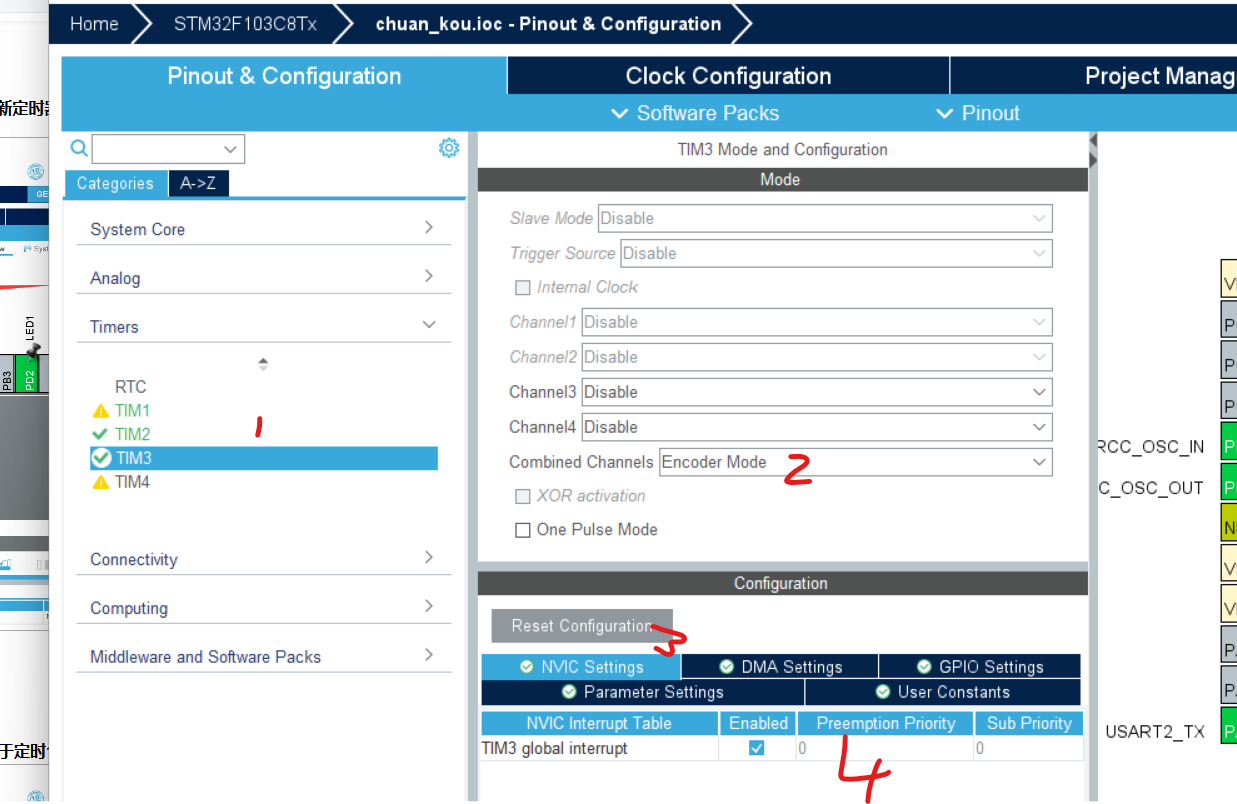 Home
STM32F103C8Tx
chuan_kou.ioc - Pinout & Configuration
Pinout & Configuration
Clock Configuration
Project Manag
Software Packs
Pinout
新定时
Categories
A->Z
System Core
Analog
Timers
RTC
TIM1
TIM2
TIM3
TIM4
1
Connectivity
Computing
Middleware and Software Packs
TIM3 Mode and Configuration
Mode
Slave Mode Disable
Trigger Source Disable
Internal Clock
Channel1 Disable
Channel2 Disable
Channel3 Disable
Channel4 Disable
Combined Channels Encoder Mode
2
XOR activation
One Pulse Mode
Configuration
Reset Configuration
3
NVIC Settings
DMA Settings
GPIO Settings
Parameter Settings
User Constants
NVIC Interrupt Table Enabled Preemption Priority Sub Priority
TIM3 global interrupt 0 0
4
RCC_OSC_IN
C_OSC_OUT
USART2_TX
GE
Syst
LED1
PB3
PD2
于定时